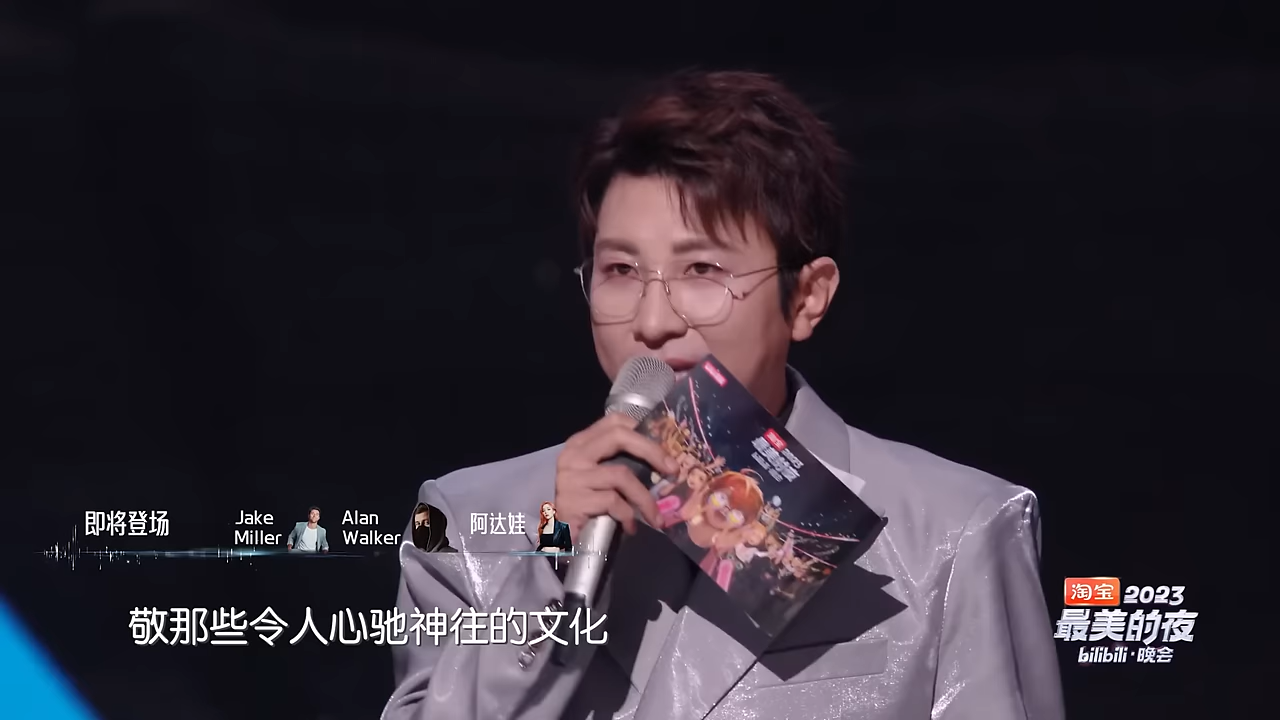 即将登场
Jake Miller
Alan Walker
阿达娃
敬那些令人心驰神往的文化
淘宝 2023
最美的夜
bilibili·晚会